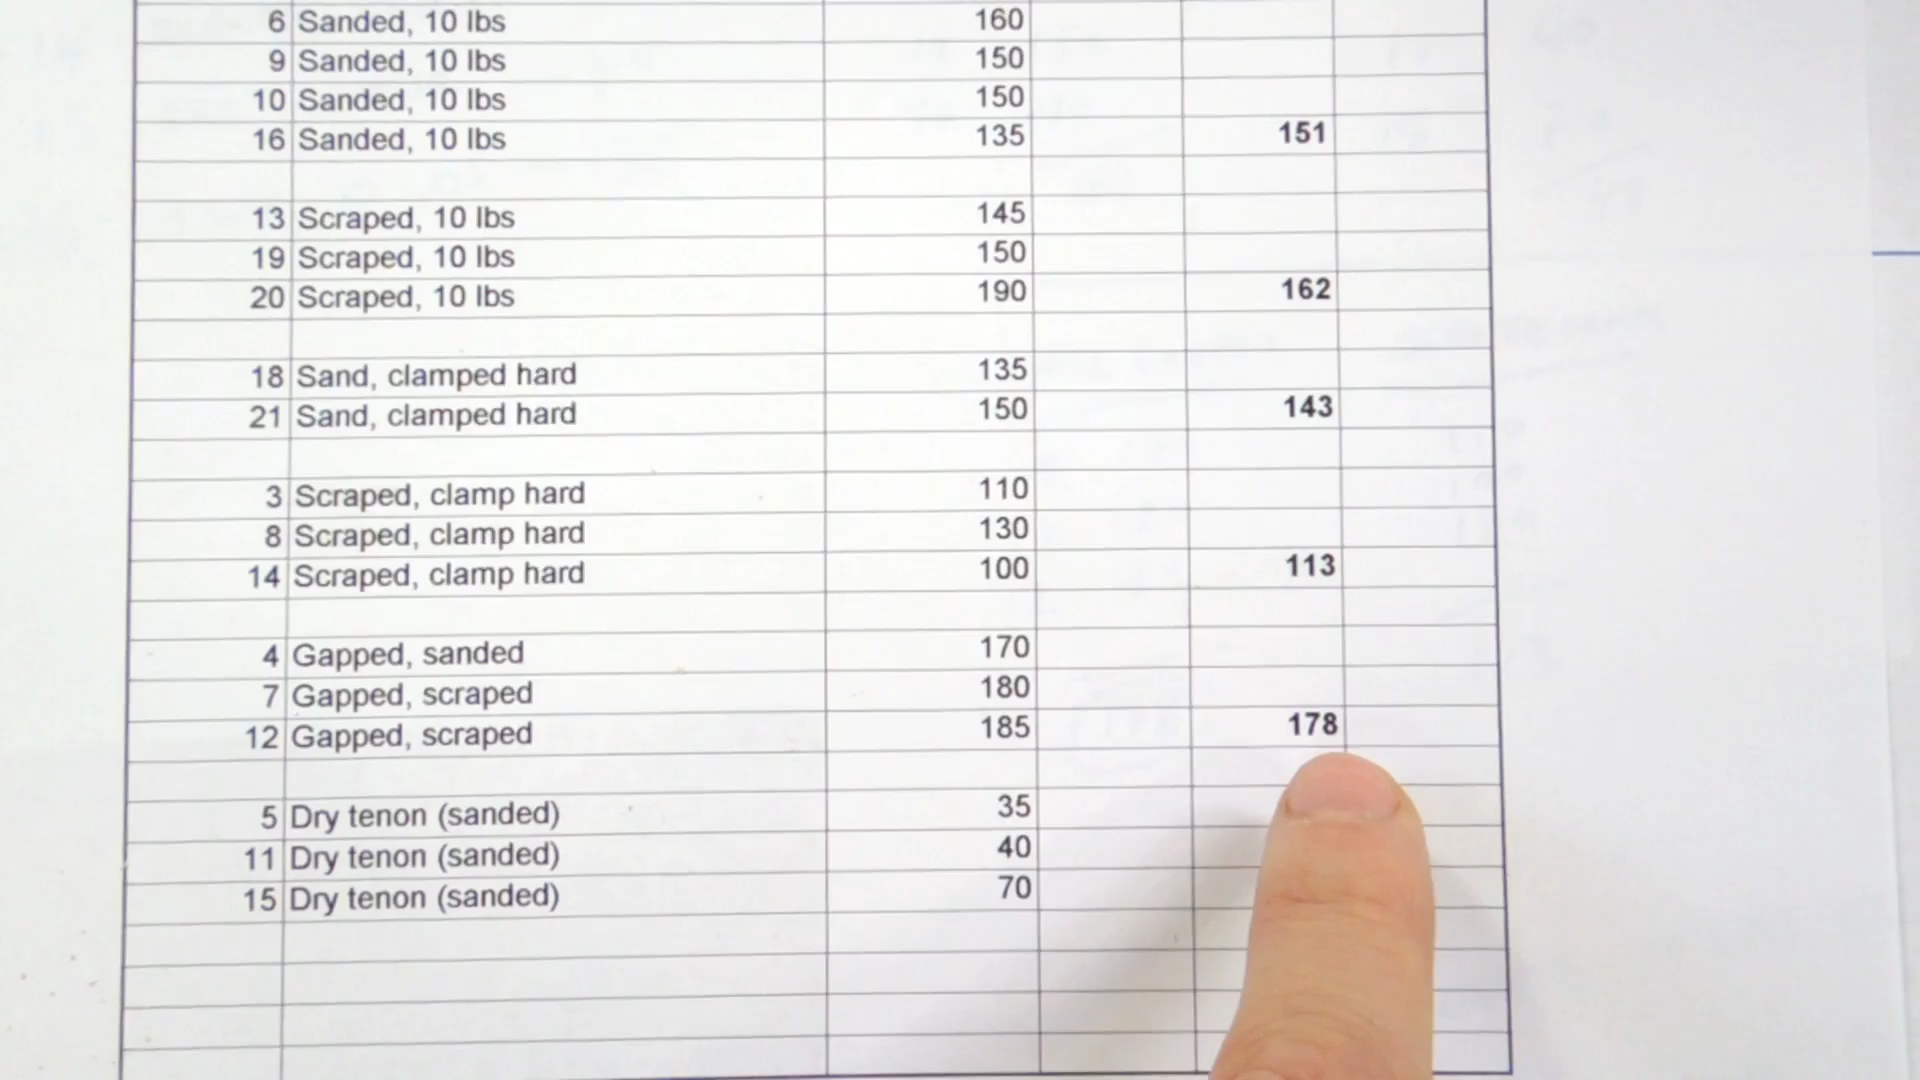 6 Sanded, 10 lbs 160
9 Sanded, 10 lbs 150
10 Sanded, 10 lbs 150
16 Sanded, 10 lbs 135 151
13 Scraped, 10 lbs 145
19 Scraped, 10 lbs 150
20 Scraped, 10 lbs 190 162
18 Sand, clamped hard 135
21 Sand, clamped hard 150 143
3 Scraped, clamp hard 110
8 Scraped, clamp hard 130
14 Scraped, clamp hard 100 113
4 Gapped, sanded 170
7 Gapped, scraped 180
12 Gapped, scraped 185 178
5 Dry tenon (sanded) 35
11 Dry tenon (sanded) 40
15 Dry tenon (sanded) 70